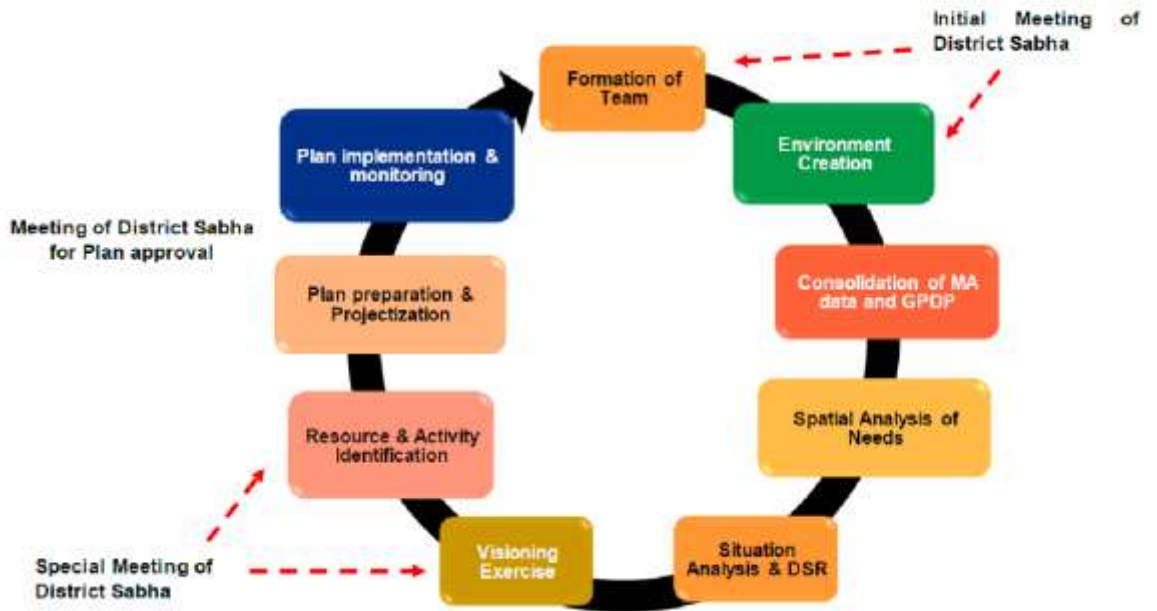 Initial Meeting of
District Sabha
Formation of
Team
Environment
Creation
Consolidation of MA
data and GPDP
Spatial Analysis of
Needs
Situation
Analysis & DSR
Visioning
Exercise
Special Meeting of
District Sabha
Resource & Activity
Identification
Plan preparation &
Projectization
Meeting of District Sabha
for Plan approval
Plan implementation &
monitoring